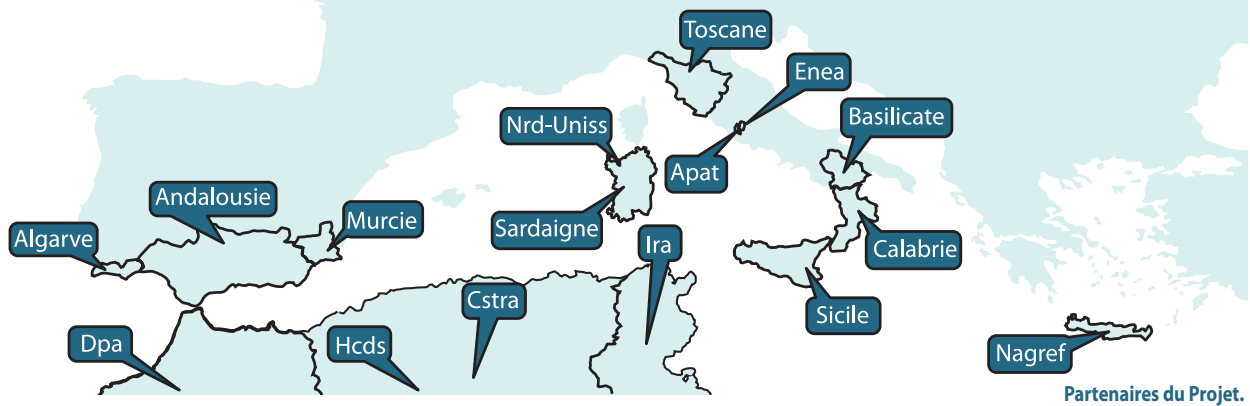 Toscane
Enea
Nrd-Uniss
Basilicate
Apat
Andalousie
Murcie
Sardaigne
Algarve
Ira
Calabrie
Cstra
Sicile
Dpa
Hcds
Nagref
Partenaires du Projet.